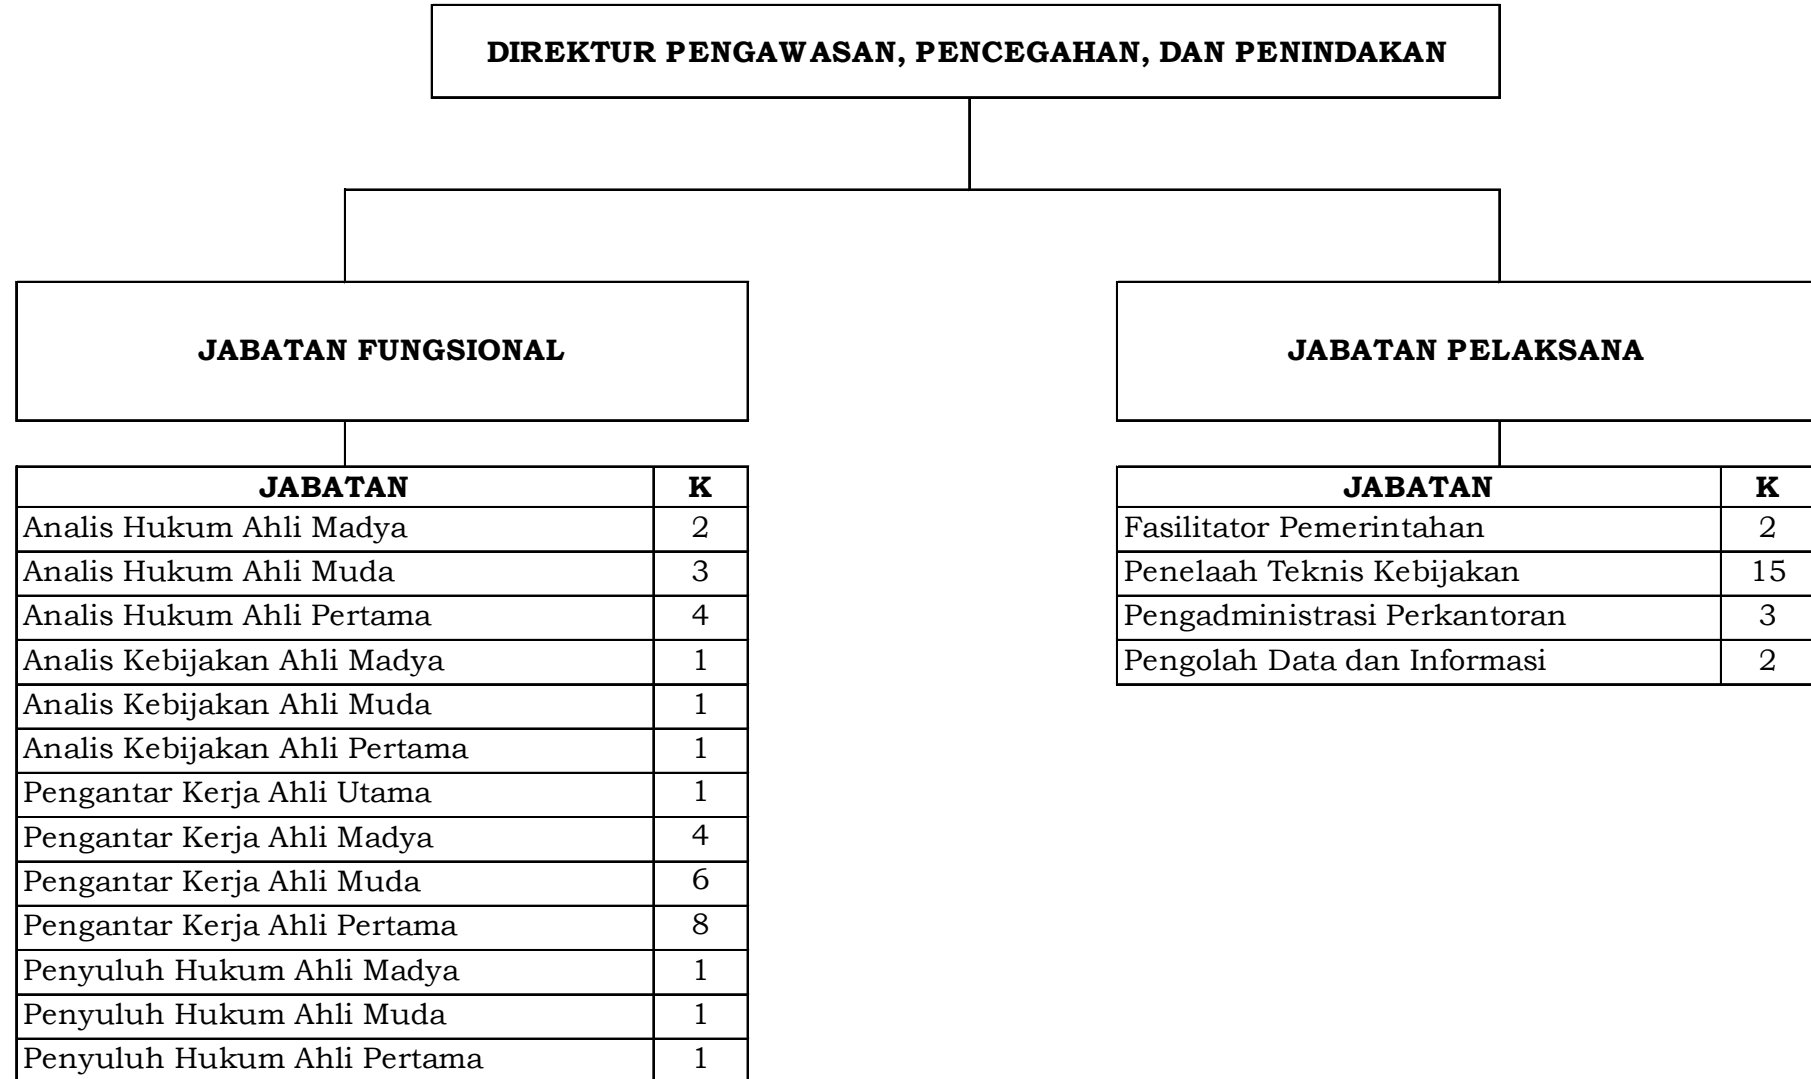 DIREKTUR PENGAWASAN, PENCEGAHAN, DAN PENINDAKAN
JABATAN FUNGSIONAL
JABATAN K
Analis Hukum Ahli Madya 2
Analis Hukum Ahli Muda 3
Analis Hukum Ahli Pertama 4
Analis Kebijakan Ahli Madya 1
Analis Kebijakan Ahli Muda 1
Analis Kebijakan Ahli Pertama 1
Pengantar Kerja Ahli Utama 1
Pengantar Kerja Ahli Madya 4
Pengantar Kerja Ahli Muda 6
Pengantar Kerja Ahli Pertama 8
Penyuluh Hukum Ahli Madya 1
Penyuluh Hukum Ahli Muda 1
Penyuluh Hukum Ahli Pertama 1
JABATAN PELAKSANA
JABATAN K
Fasilitator Pemerintahan 2
Penelaah Teknis Kebijakan 15
Pengadministrasi Perkantoran 3
Pengolah Data dan Informasi 2